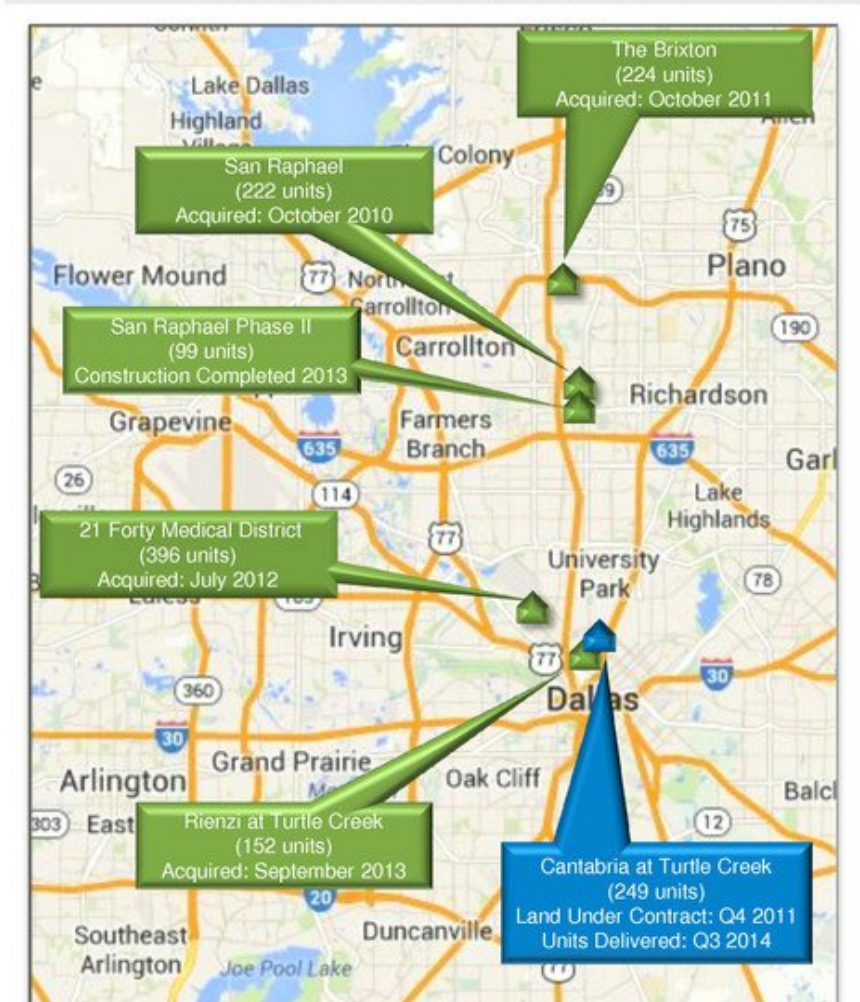 Lake Dallas
Highland
The Brixton
(224 units)
Acquired: October 2011
Colony
San Raphael
(222 units)
Acquired: October 2010
75
Plano
Flower Mound
77
Carrollton
190
San Raphael Phase II
(99 units)
Construction Completed 2013
Carrollton
Richardson
Grapevine
Farmers
Branch
635
635
26
114
Lake
Highlands
21 Forty Medical District
(396 units)
Acquired: July 2012
77
University
Park
78
Irving
77
30
360
Dallas
30
Grand Prairie
Arlington
Oak Cliff
303
East
12
Rienzi at Turtle Creek
(152 units)
Acquired: September 2013
Cantabria at Turtle Creek
(249 units)
Land Under Contract: Q4 2011
Units Delivered: Q3 2014
20
Southeast
Arlington
Duncanville
Joe Pool Lake